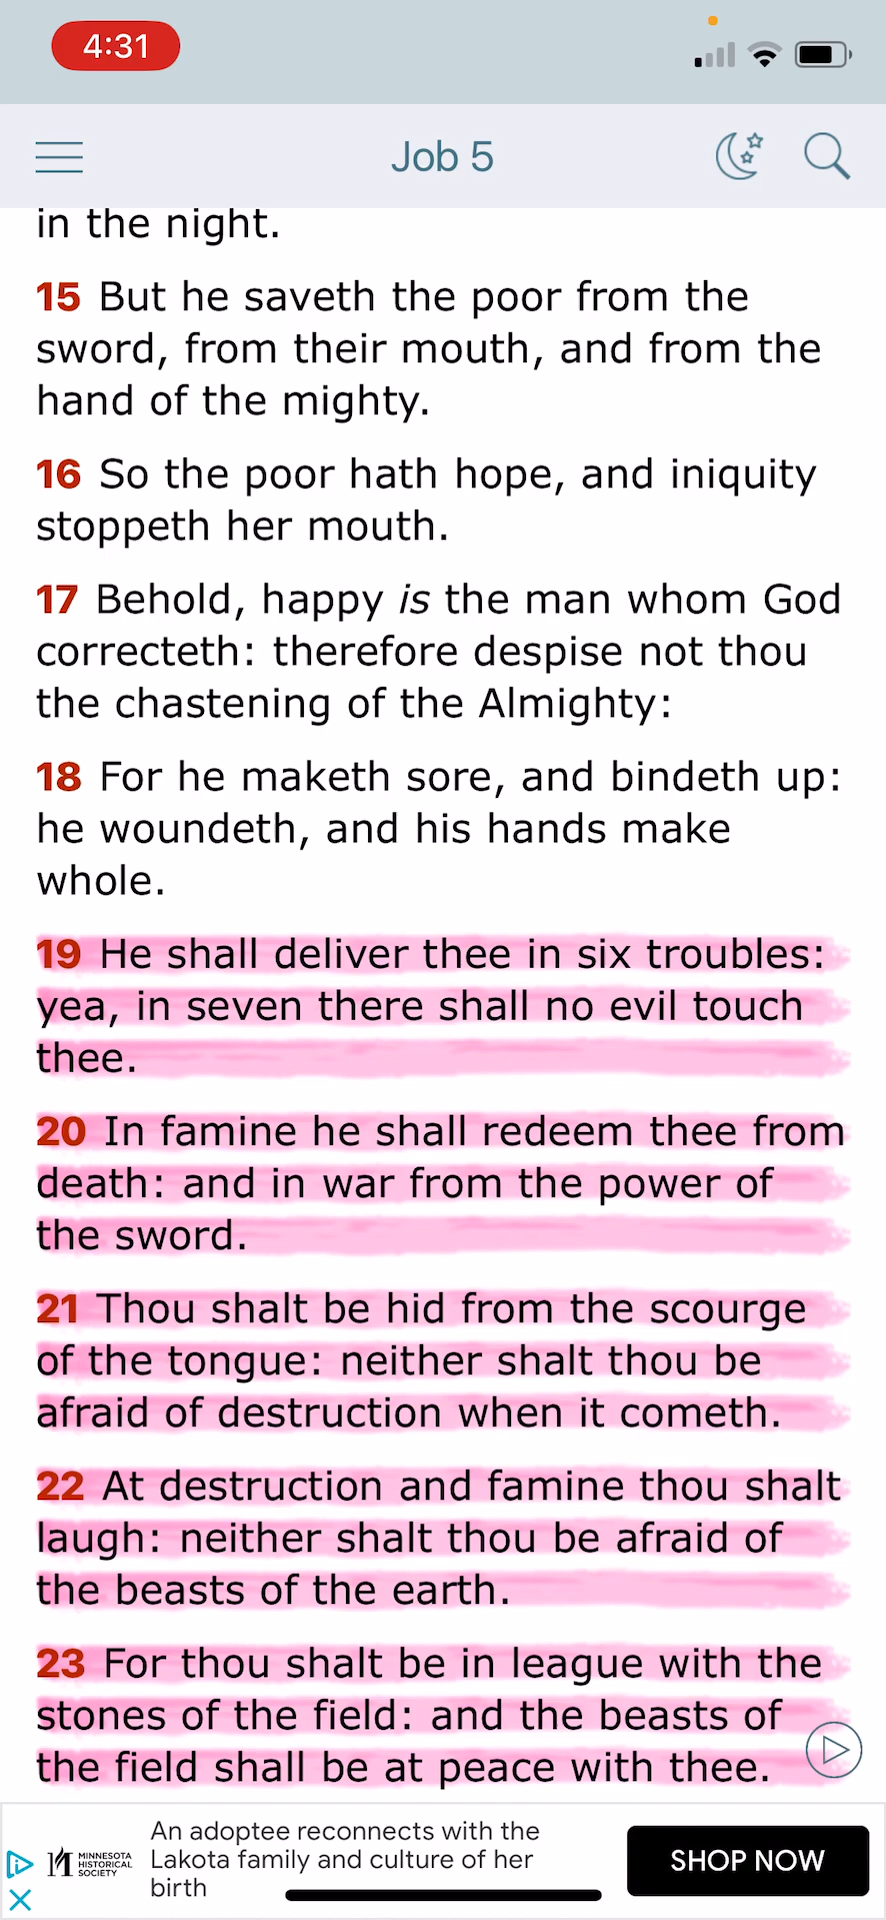 4:31
Job 5
in the night.
15 But he saveth the poor from the
sword, from their mouth, and from the
hand of the mighty.
16 So the poor hath hope, and iniquity
stoppeth her mouth.
17 Behold, happy is the man whom God
correcteth: therefore despise not thou
the chastening of the Almighty:
18 For he maketh sore, and bindeth up:
he woundeth, and his hands make
whole.
19 He shall deliver thee in six troubles:
yea, in seven there shall no evil touch
thee.
20 In famine he shall redeem thee from
death: and in war from the power of
the sword.
21 Thou shalt be hid from the scourge
of the tongue: neither shalt thou be
afraid of destruction when it cometh.
22 At destruction and famine thou shalt
laugh: neither shalt thou be afraid of
the beasts of the earth.
23 For thou shalt be in league with the
stones of the field: and the beasts of
the field shall be at peace with thee.
MINNESOTA
HISTORICAL
SOCIETY
An adoptee reconnects with the
Lakota family and culture of her
birth
SHOP NOW